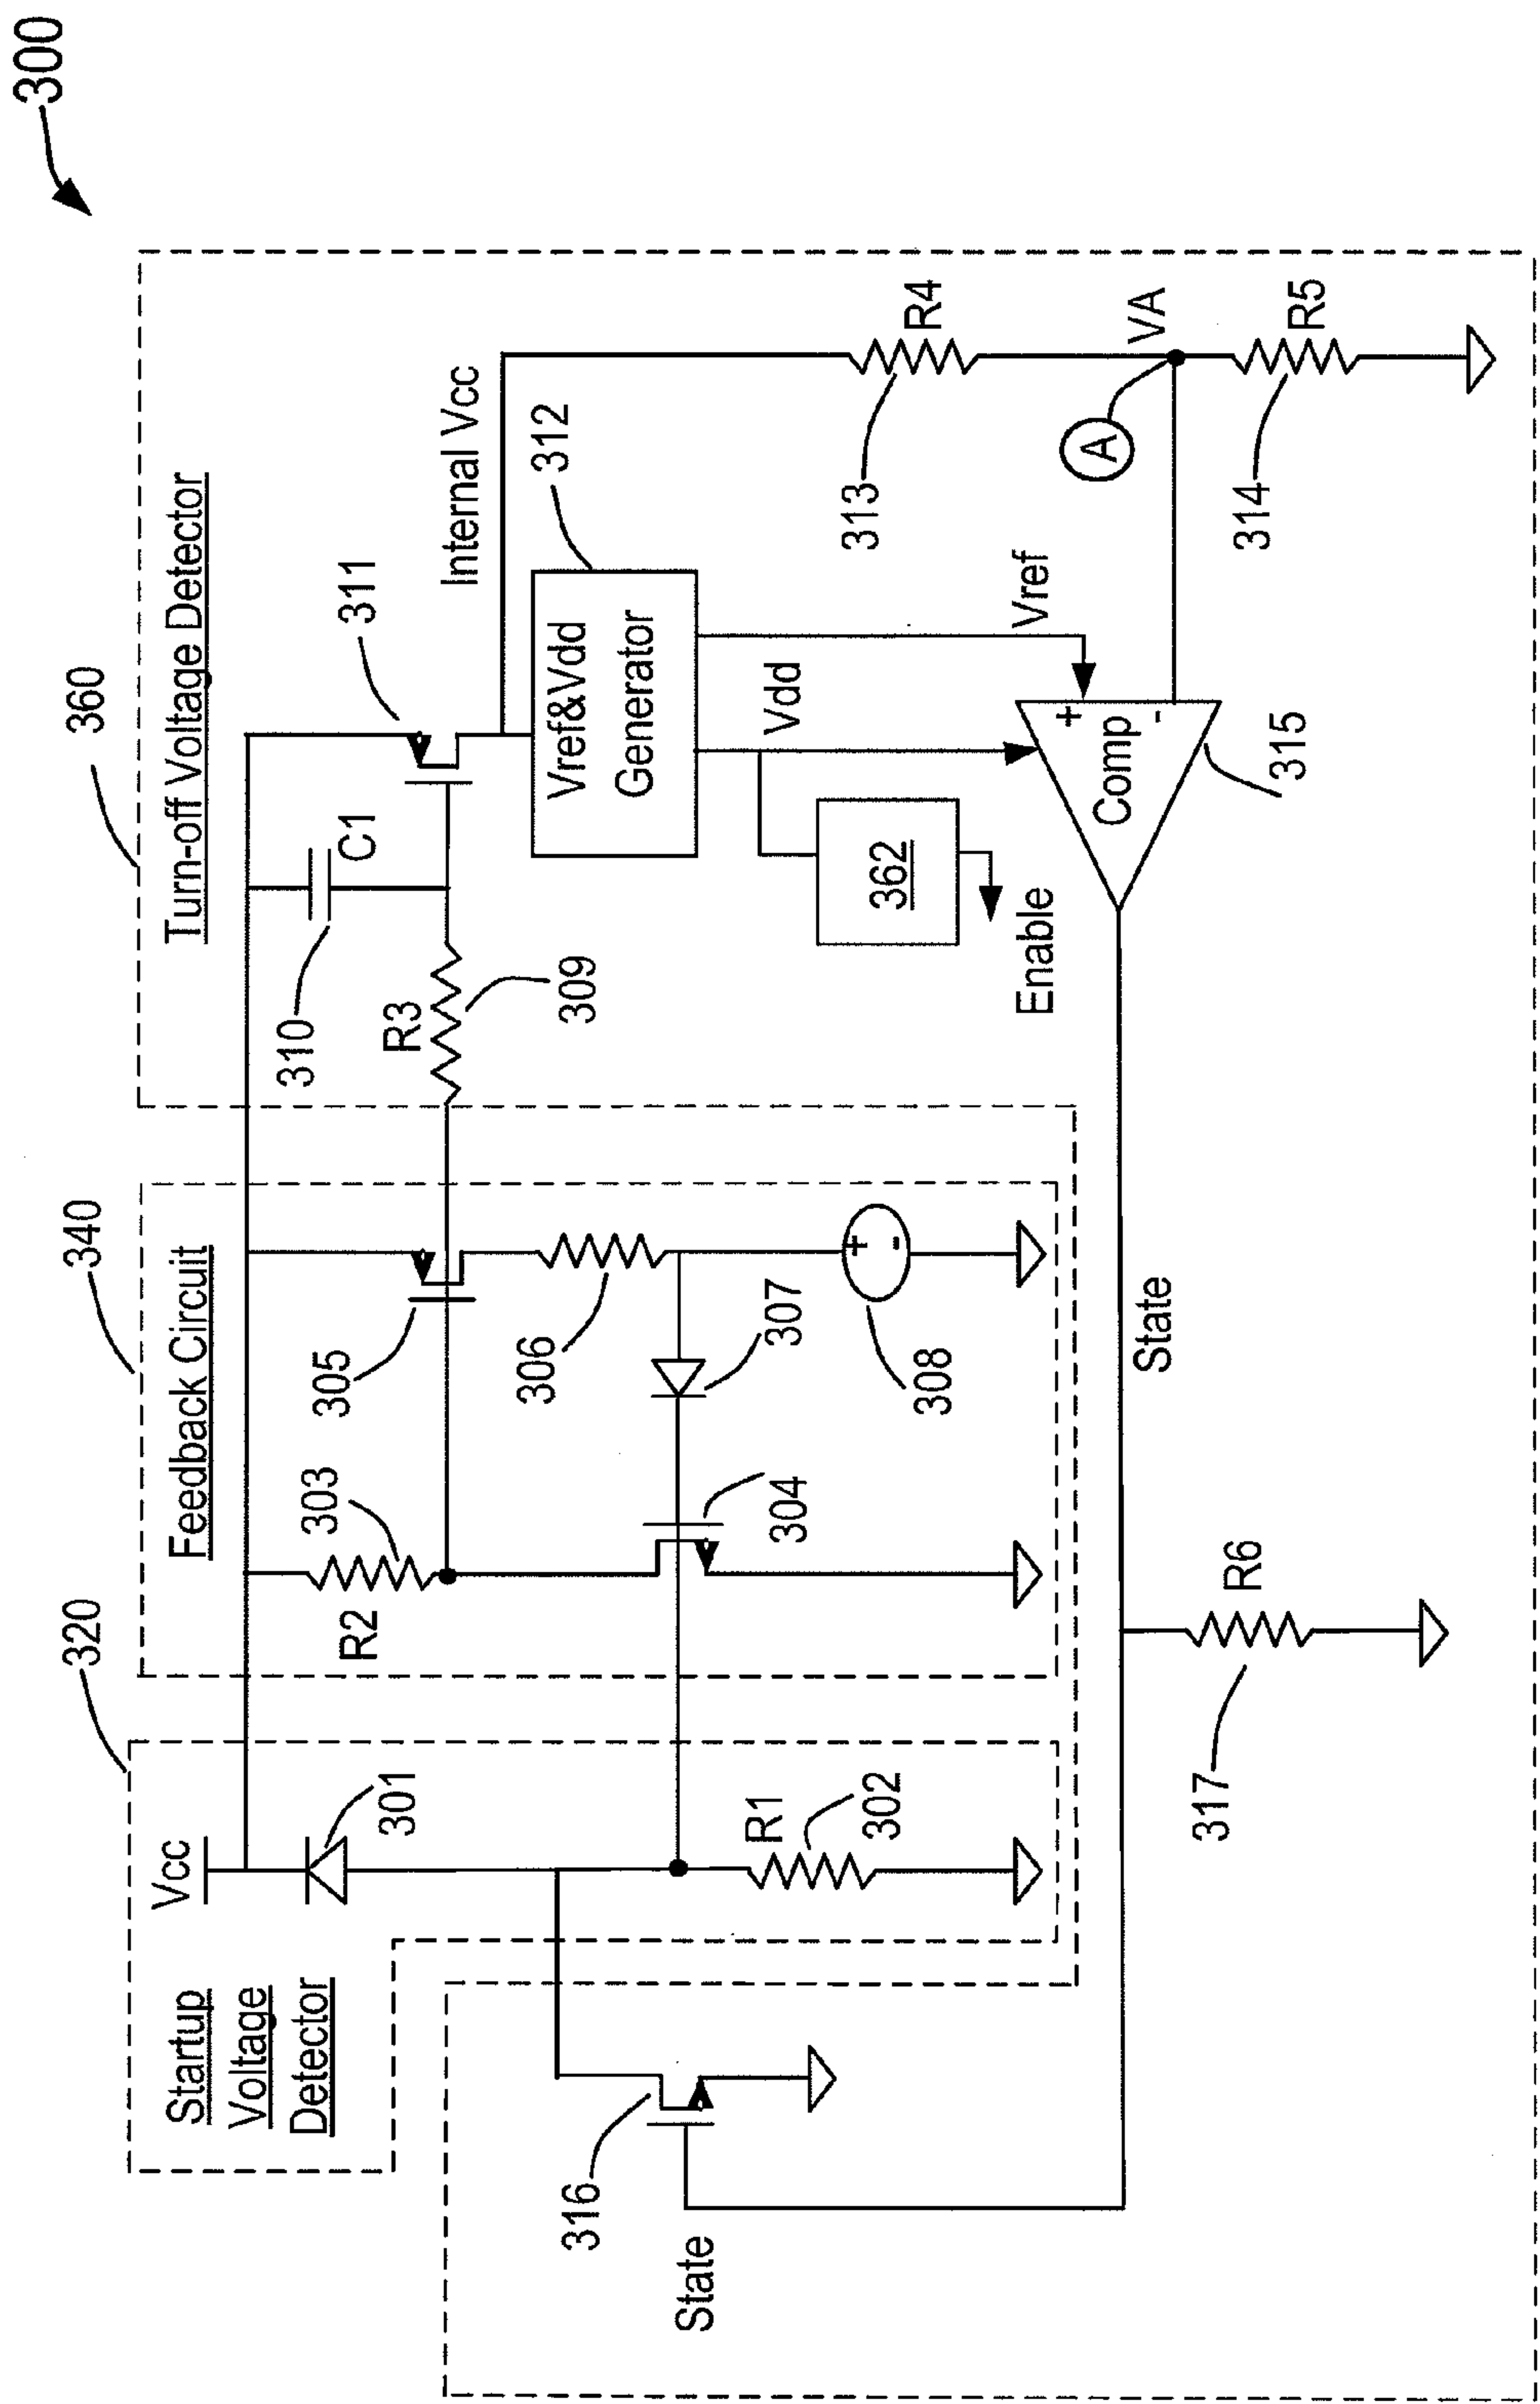 300
360
Turn-off Voltage Detector
340
Feedback Circuit
320
Startup
Voltage
Detector
Vcc
301
R1
302
R2
303
304
305
306
307
308
R3
309
310
C1
311
Internal Vcc
312
Vref&Vdd
Generator
Vdd
Vref
362
Enable
+
-
Comp
315
R4
313
VA
A
R5
314
+
-
State
316
State
R6
317